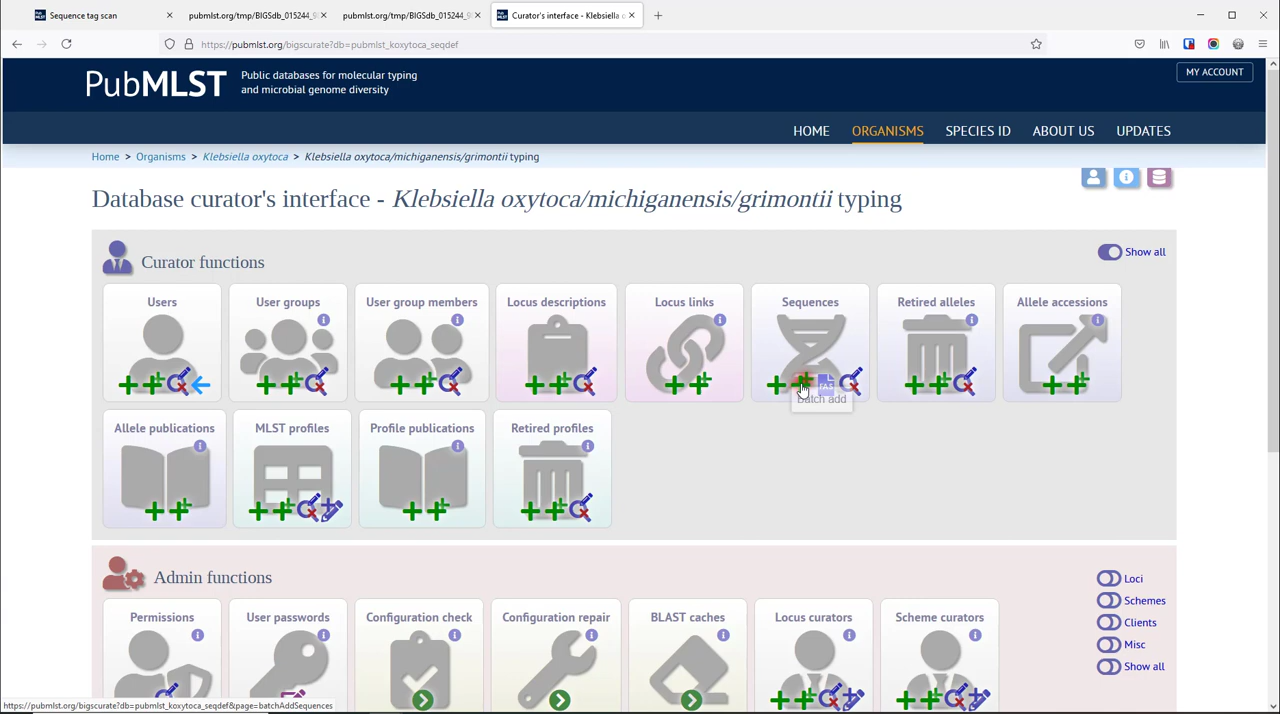 Sequence tag scan
pubmlst.org/tmp/BIGSdb_015244_9
pubmlst.org/tmp/BIGSdb_015244_9
Curator's interface - Klebsiella o
https://pubmlst.org/bigscurate?db=pubmlst_koxytoca_seqdef
PubMLST
Public databases for molecular typing
and microbial genome diversity
MY ACCOUNT
HOME ORGANISMS SPECIES ID ABOUT US UPDATES
Home > Organisms > Klebsiella oxytoca > Klebsiella oxytoca/michiganensis/grimontii typing
Database curator's interface - Klebsiella oxytoca/michiganensis/grimontii typing
Curator functions
Show all
Users
User groups
User group members
Locus descriptions
Locus links
Sequences
Retired alleles
Allele accessions
FAS
Batch add
Allele publications
MLST profiles
Profile publications
Retired profiles
Admin functions
Loci
Schemes
Clients
Misc
Show all
Permissions
User passwords
Configuration check
Configuration repair
BLAST caches
Locus curators
Scheme curators
https://pubmlst.org/bigscurate?db=pubmlst_koxytoca_seqdef&page=batchAddSequences